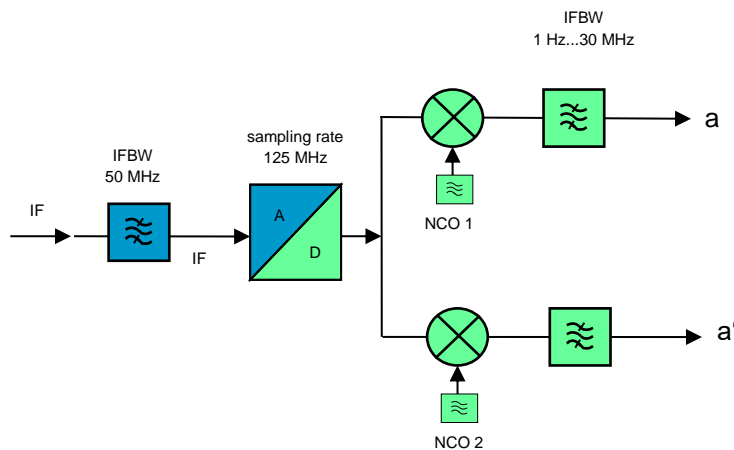 IFBW
1 Hz...30 MHz
a
sampling rate
125 MHz
IFBW
50 MHz
NCO 1
IF
A
IF
D
a'
NCO 2